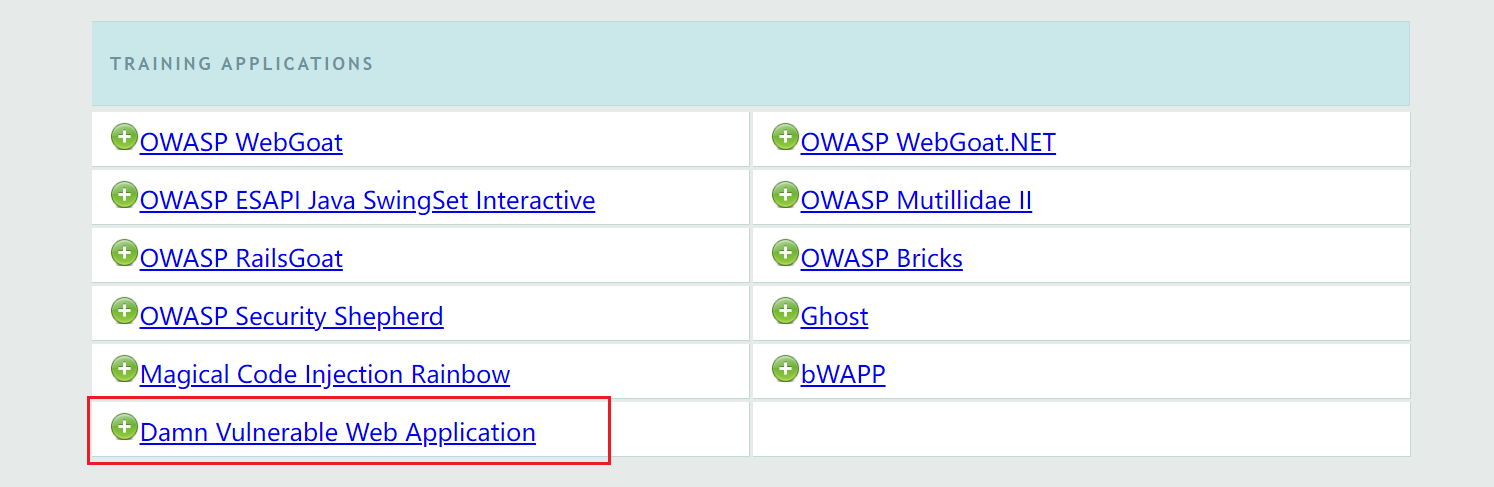 TRAINING APPLICATIONS
OWASP WebGoat
OWASP WebGoat.NET
OWASP ESAPI Java SwingSet Interactive
OWASP Mutillidae II
OWASP RailsGoat
OWASP Bricks
OWASP Security Shepherd
Ghost
Magical Code Injection Rainbow
bWAPP
Damn Vulnerable Web Application